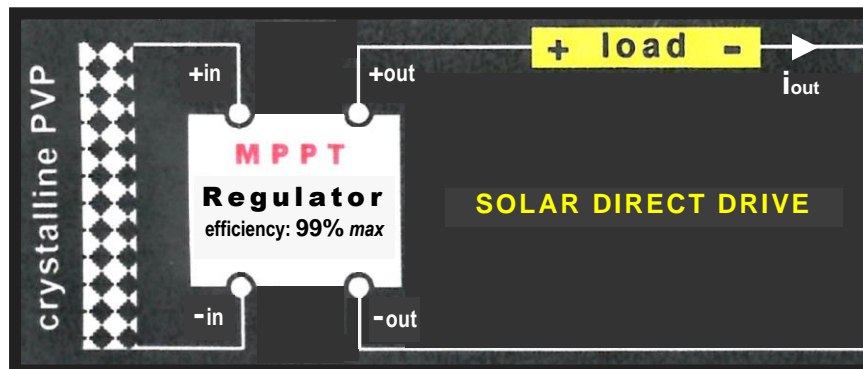 crystalline PVP
+in
+out
+ load -
iout
MPPT
Regulator
efficiency: 99% max
SOLAR DIRECT DRIVE
-in
-out